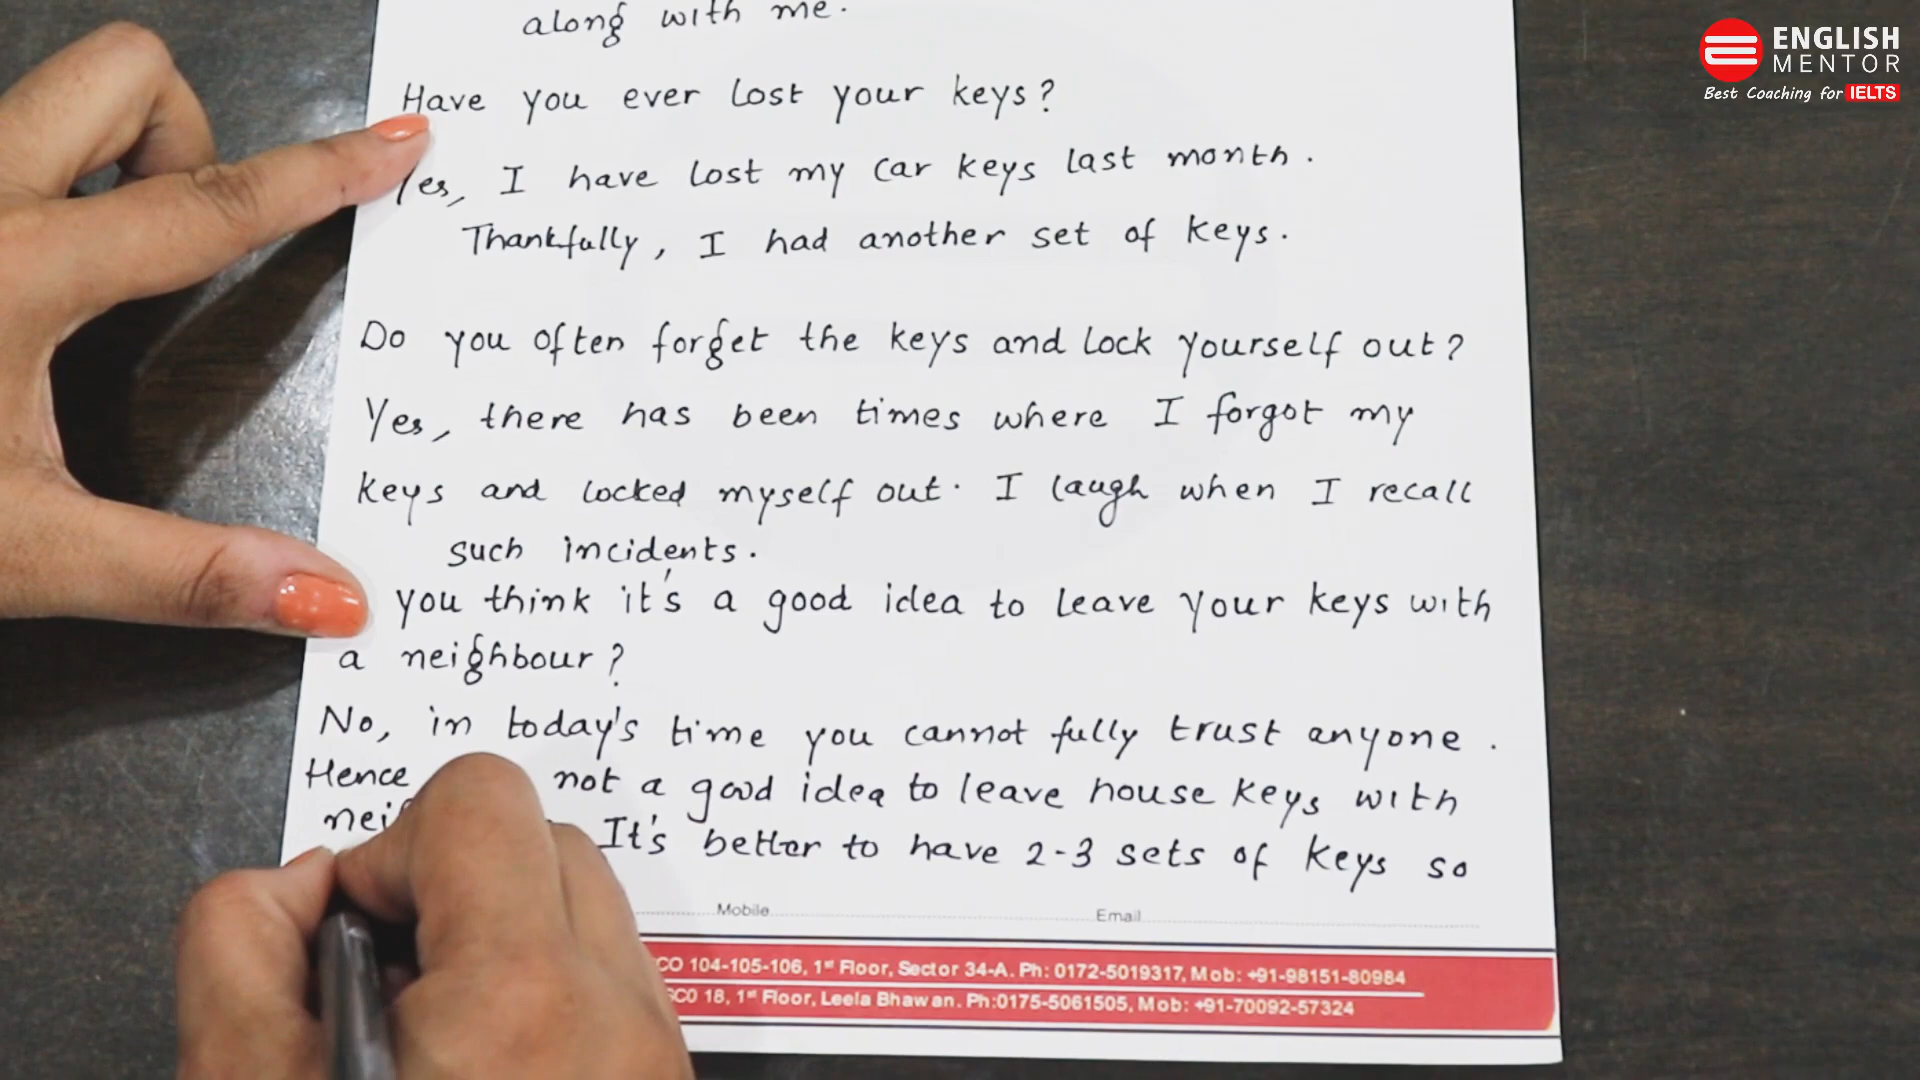 along with me.
Have you ever lost your keys?
Yes, I have lost my car keys last month.
Thankfully, I had another set of keys.
Do you often forget the keys and lock yourself out?
Yes, there has been times where I forgot my
keys and locked myself out. I laugh when I recall
such incidents.
you think it's a good idea to leave your keys with
a neighbour?
No, in today's time you cannot fully trust anyone.
Hence not a good idea to leave house keys with
It's better to have 2-3 sets of keys so
Mobile Email
CO 104-105-106, 1st Floor, Sector 34-A. Ph: 0172-5019317, Mob: +91-98151-80984
SCO 18, 1st Floor, Leela Bhawan. Ph:0175-5061505, Mob: +91-70092-57324
ENGLISH
MENTOR
Best Coaching for IELTS